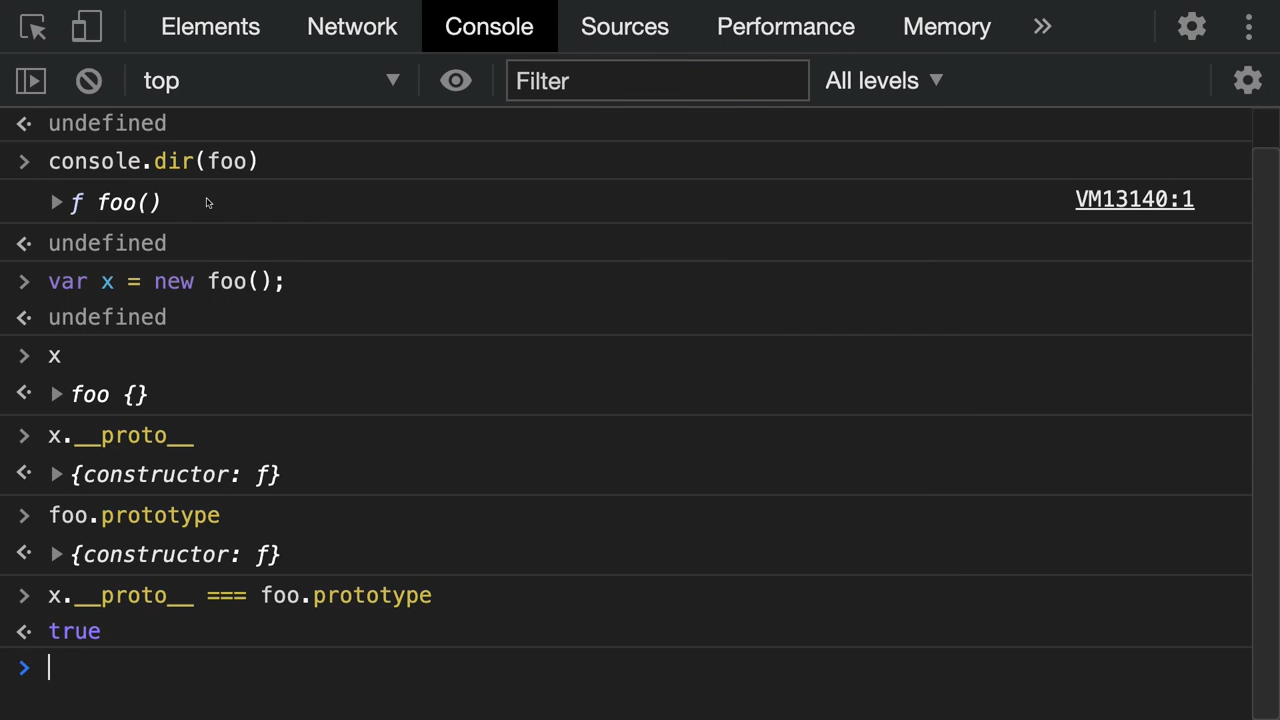 Elements Network Console Sources Performance Memory »
top Filter All levels
undefined
console.dir(foo)
ƒ foo() VM13140:1
undefined
var x = new foo();
undefined
x
foo {}
x.__proto__
{constructor: ƒ}
foo.prototype
{constructor: ƒ}
x.__proto__ === foo.prototype
true